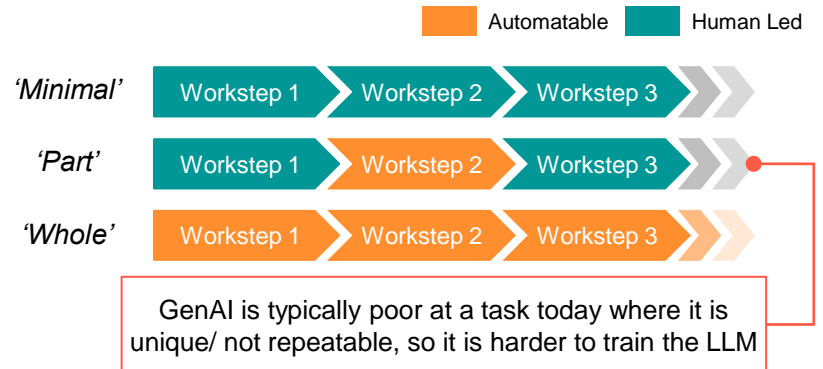 Automatable Human Led
'Minimal' Workstep 1 Workstep 2 Workstep 3
'Part' Workstep 1 Workstep 2 Workstep 3
'Whole' Workstep 1 Workstep 2 Workstep 3
GenAI is typically poor at a task today where it is
unique/ not repeatable, so it is harder to train the LLM